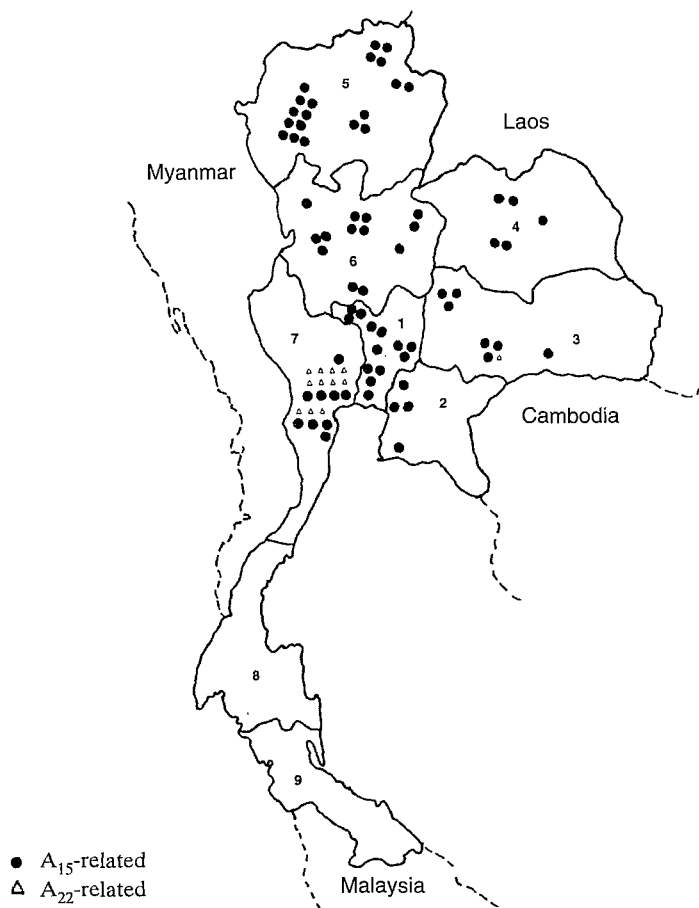 5
Laos
Myanmar
4
6
1
7
3
2
Cambodia
8
9
● A₁₅-related
△ A₂₂-related
Malaysia